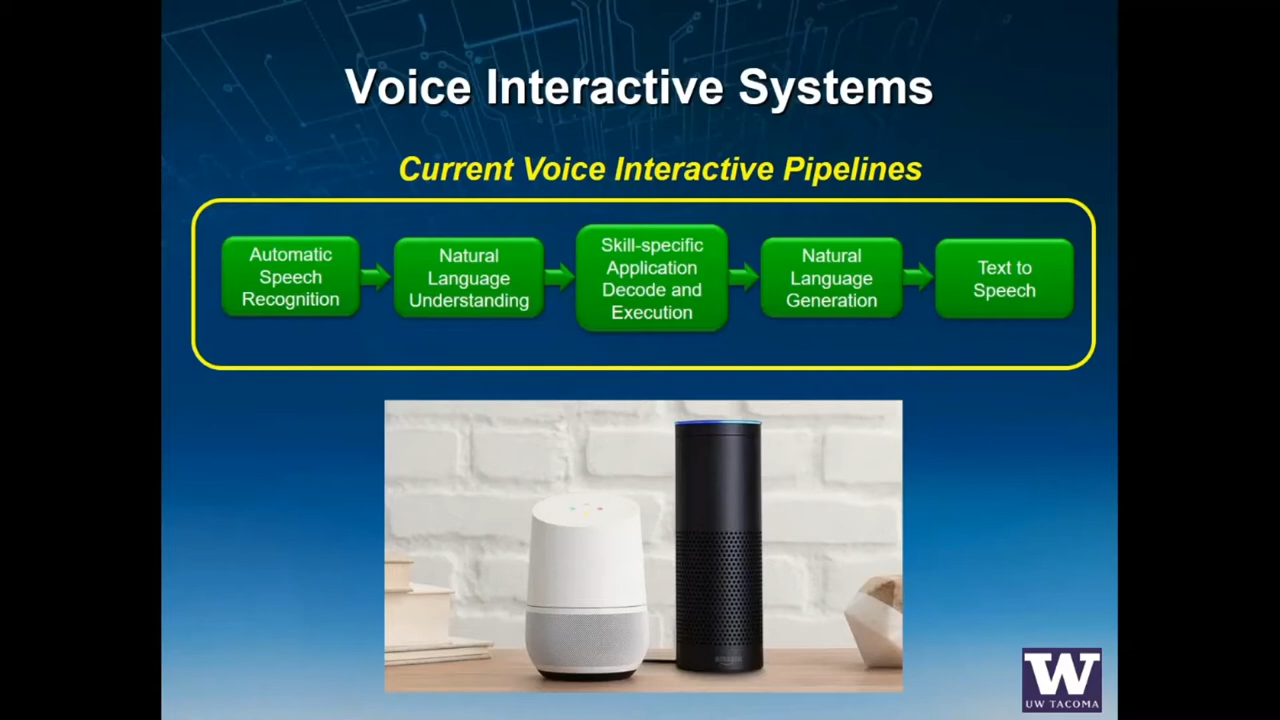 Voice Interactive Systems
Current Voice Interactive Pipelines
Automatic
Speech
Recognition
Natural
Language
Understanding
Skill-specific
Application
Decode and
Execution
Natural
Language
Generation
Text to
Speech
amazon
W
UW TACOMA